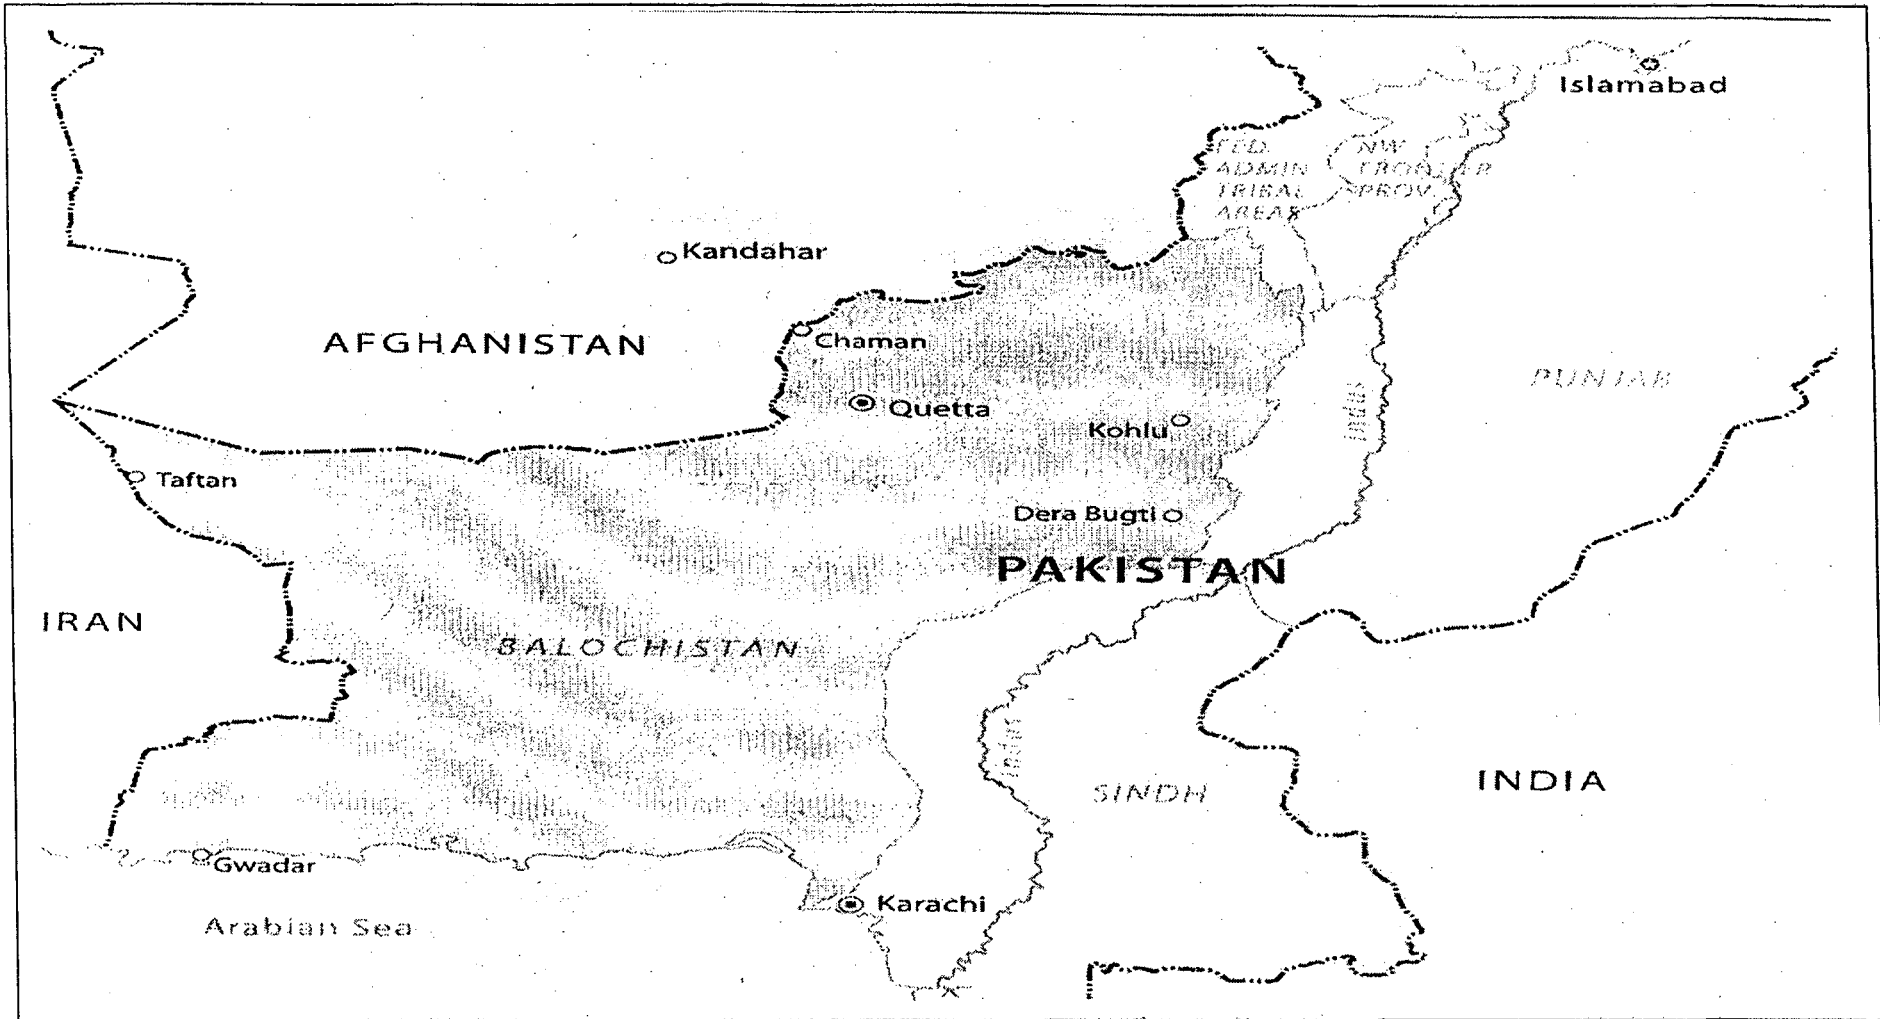 Islamabad
FED.
ADMIN
TRIBAL
AREAS
NW
FRONTIER
PROV.
Kandahar
AFGHANISTAN
Chaman
PUNJAB
Quetta
Indus
Kohlu
Taftan
Dera Bugti
PAKISTAN
IRAN
BALOCHISTAN
Indus
INDIA
SINDH
Gwadar
Karachi
Arabian Sea